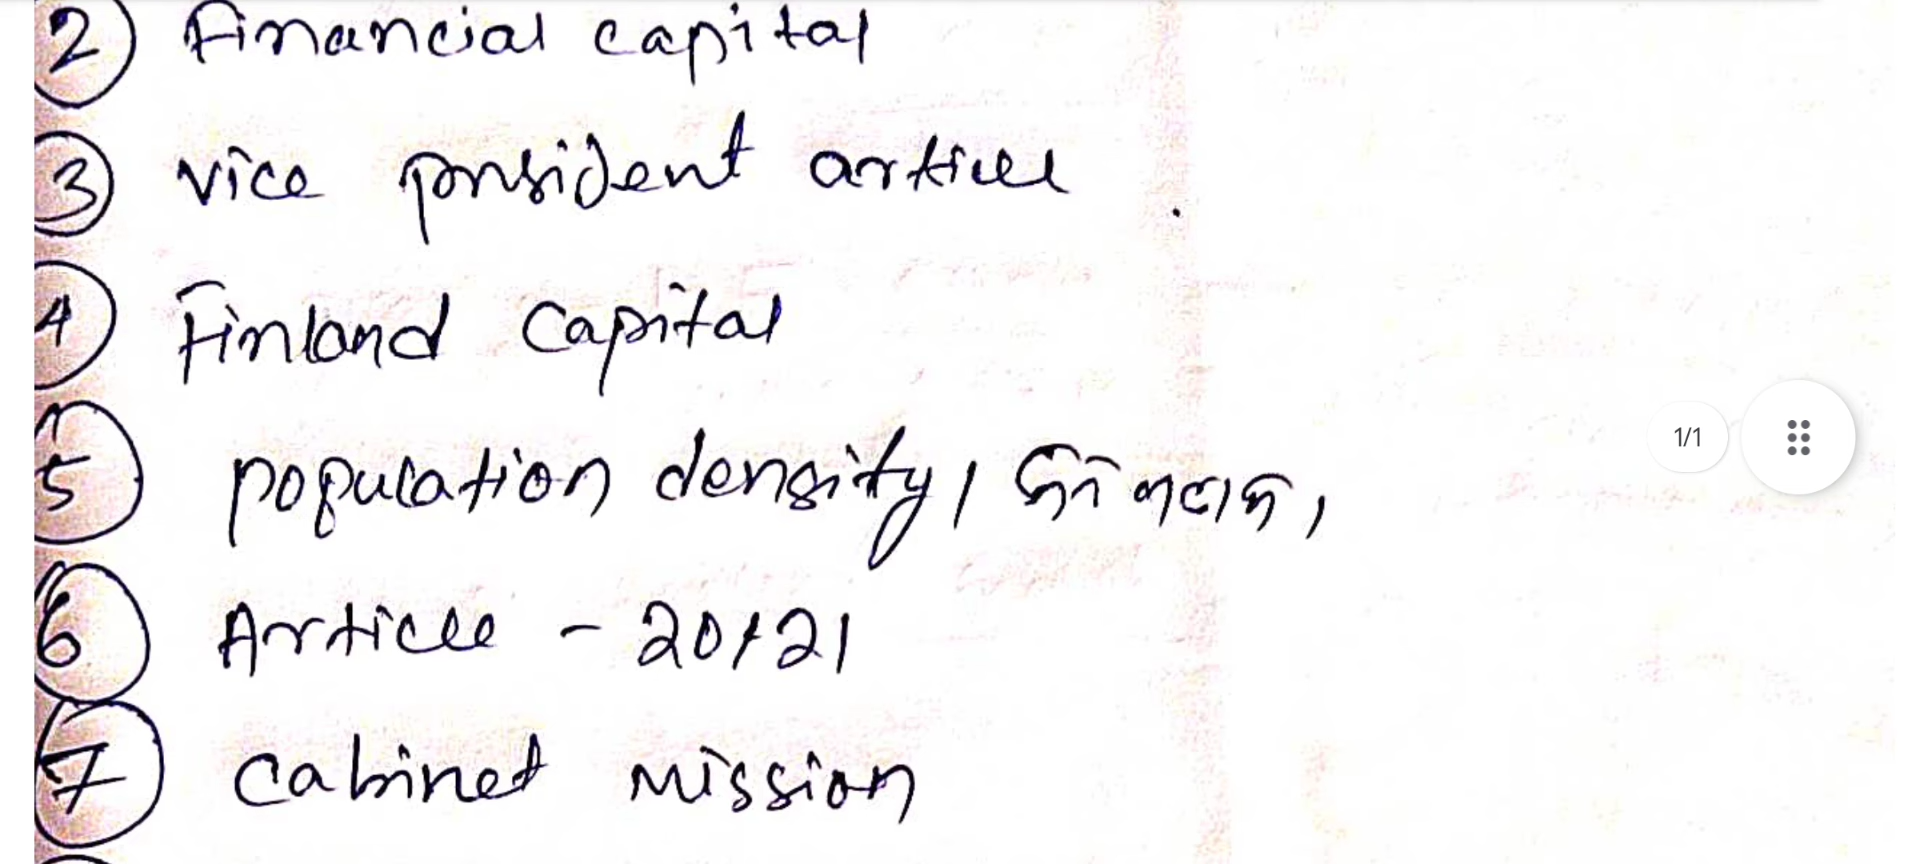 2 Financial capital
3 vice president article
4 Finland capital
5 population density,
6 Article - 20, 21
1/1
7 cabinet mission